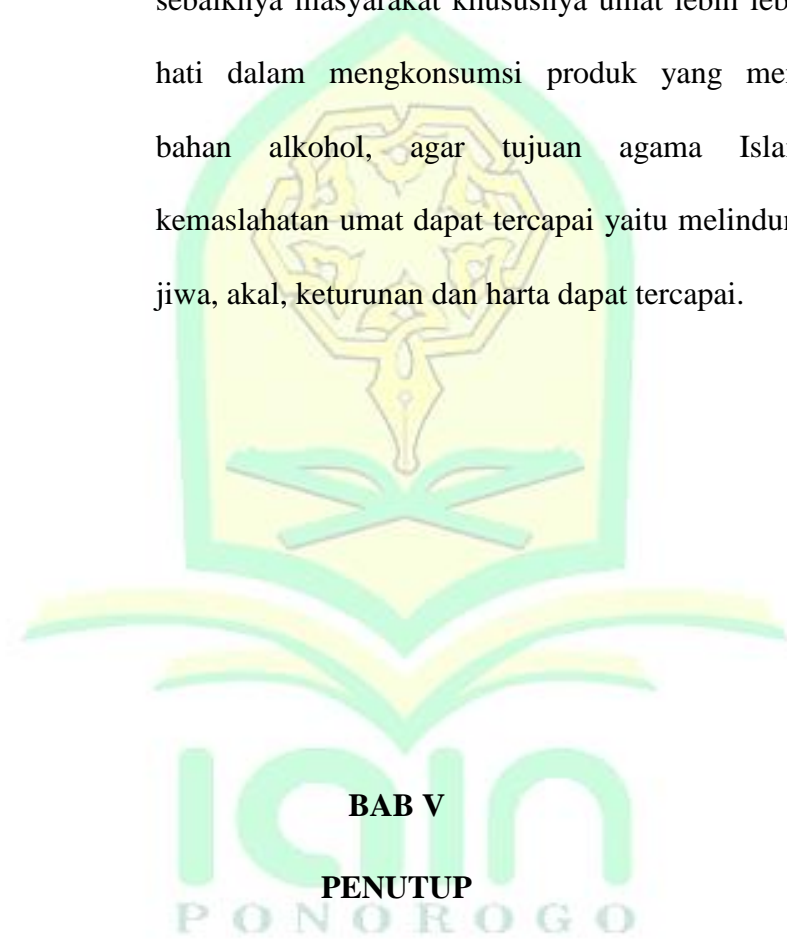 sebaiknya masyarakat khususnya umat lebih
hati dalam mengkonsumsi produk yang
bahan alkohol, agar tujuan agama
kemaslahatan umat dapat tercapai yaitu
jiwa, akal, keturunan dan harta dapat tercapai.
BAB V
PENUTUP
iain
PONOROGO